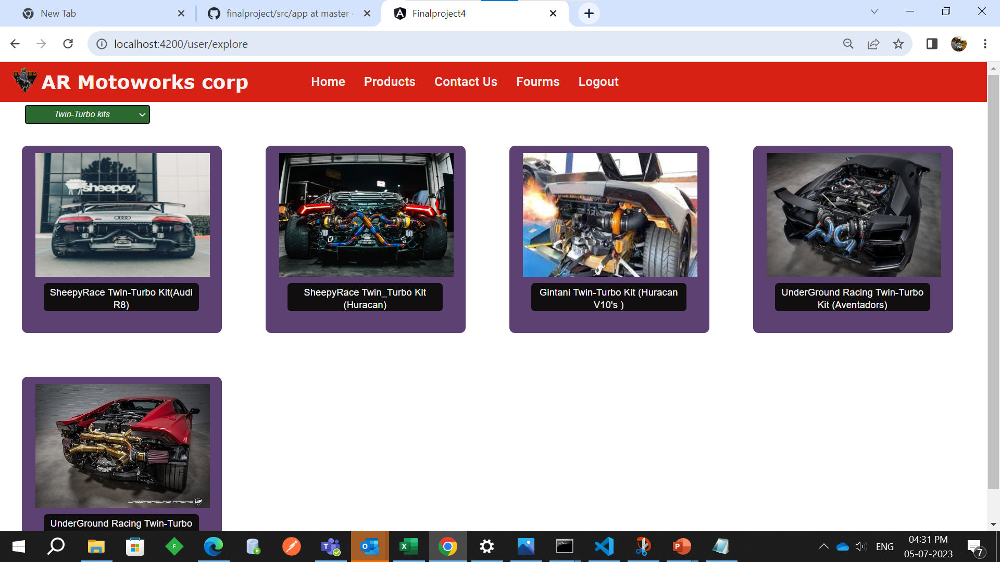 New Tab
finalproject/src/app at master ·
Finalproject4
localhost:4200/user/explore
AR Motoworks corp
Home
Products
Contact Us
Fourms
Logout
Twin-Turbo kits
sheepey
SheepyRace Twin-Turbo Kit(Audi
R8)
SheepyRace Twin_Turbo Kit
(Huracan)
Gintani Twin-Turbo Kit (Huracan
V10's )
UnderGround Racing Twin-Turbo
Kit (Aventadors)
UNDERGROUND RACING
UnderGround Racing Twin-Turbo
ENG
04:31 PM
05-07-2023
7